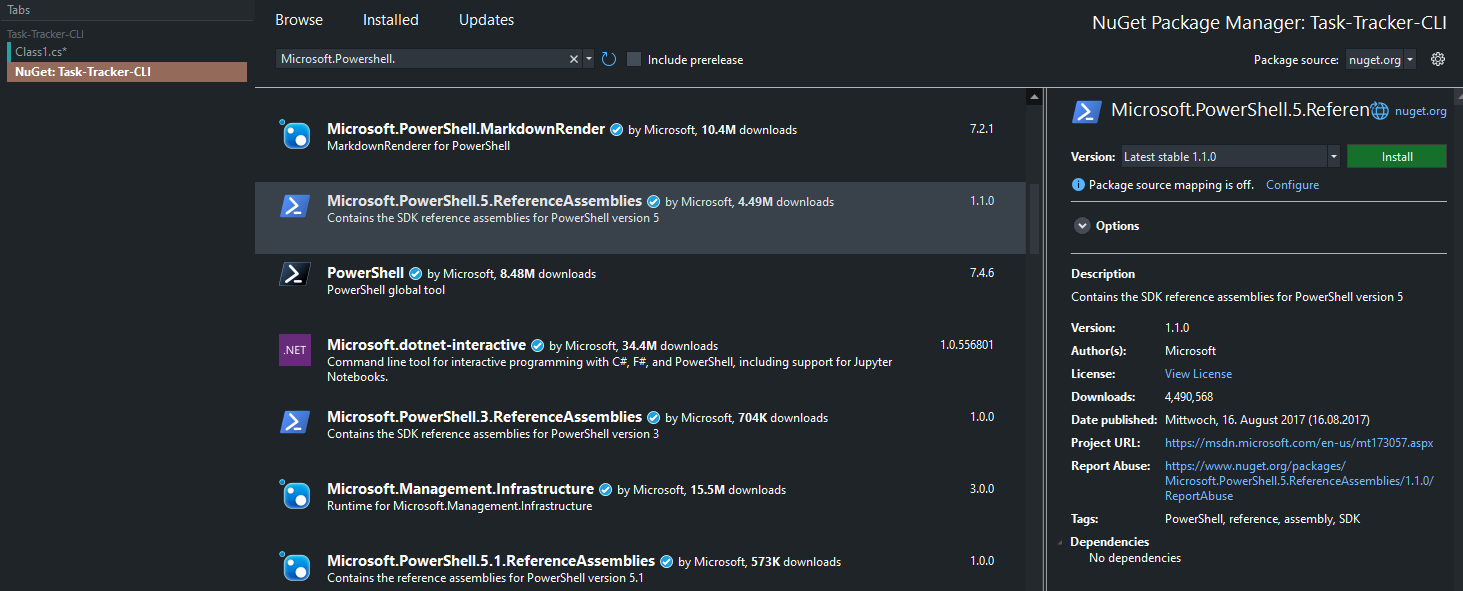 Tabs
Task-Tracker-CLI
Class1.cs*
NuGet: Task-Tracker-CLI
Browse Installed Updates
NuGet Package Manager: Task-Tracker-CLI
Microsoft.Powershell.
Include prerelease
Package source: nuget.org
Microsoft.PowerShell.MarkdownRender by Microsoft, 10.4M downloads 7.2.1
MarkdownRenderer for PowerShell
Microsoft.PowerShell.5.ReferenceAssemblies by Microsoft, 4.49M downloads 1.1.0
Contains the SDK reference assemblies for PowerShell version 5
PowerShell by Microsoft, 8.48M downloads 7.4.6
PowerShell global tool
.NET
Microsoft.dotnet-interactive by Microsoft, 34.4M downloads 1.0.556801
Command line tool for interactive programming with C#, F#, and PowerShell, including support for Jupyter
Notebooks.
Microsoft.PowerShell.3.ReferenceAssemblies by Microsoft, 704K downloads 1.0.0
Contains the SDK reference assemblies for PowerShell version 3
Microsoft.Management.Infrastructure by Microsoft, 15.5M downloads 3.0.0
Runtime for Microsoft.Management.Infrastructure
Microsoft.PowerShell.5.1.ReferenceAssemblies by Microsoft, 573K downloads 1.0.0
Contains the reference assemblies for PowerShell version 5.1
Microsoft.PowerShell.5.Referen nuget.org
Version: Latest stable 1.1.0 Install
Package source mapping is off. Configure
Options
Description
Contains the SDK reference assemblies for PowerShell version 5
Version: 1.1.0
Author(s): Microsoft
License: View License
Downloads: 4,490,568
Date published: Mittwoch, 16. August 2017 (16.08.2017)
Project URL: https://msdn.microsoft.com/en-us/mt173057.aspx
Report Abuse: https://www.nuget.org/packages/
Microsoft.PowerShell.5.ReferenceAssemblies/1.1.0/
ReportAbuse
Tags: PowerShell, reference, assembly, SDK
Dependencies
No dependencies